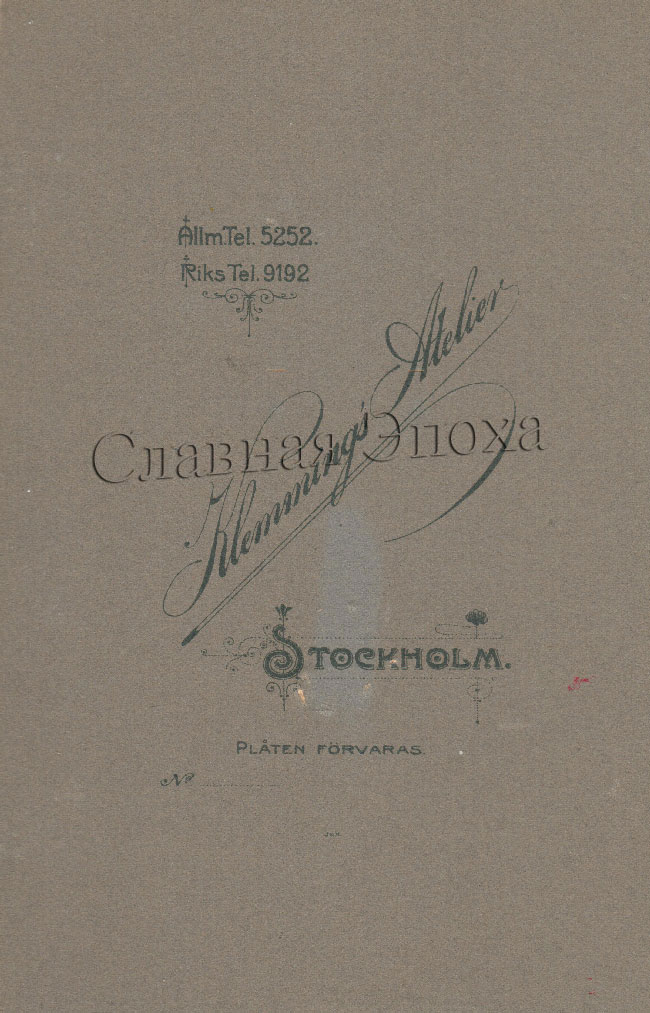 Allm.Tel. 5252.
Riks Tel. 9192
Klemming's Atelier
Славная Эпоха
STOCKHOLM.
PLÅTEN FÖRVARAS.
No